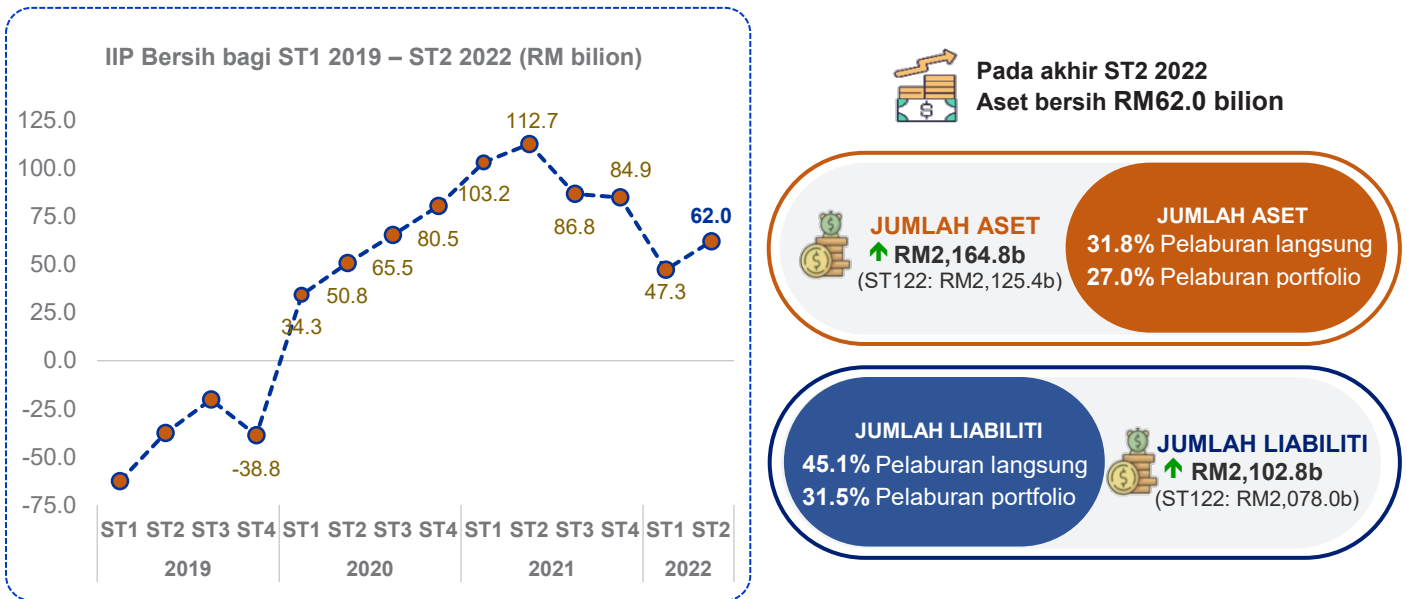 IIP Bersih bagi ST1 2019 – ST2 2022 (RM bilion)
125.0
100.0
75.0
50.0
25.0
0.0
-25.0
-50.0
-75.0
-38.8
34.3
50.8
65.5
80.5
103.2
112.7
86.8
84.9
47.3
62.0
ST1 ST2 ST3 ST4 ST1 ST2 ST3 ST4 ST1 ST2 ST3 ST4 ST1 ST2
2019 2020 2021 2022
Pada akhir ST2 2022
Aset bersih RM62.0 bilion
JUMLAH ASET
RM2,164.8b
(ST122: RM2,125.4b)
JUMLAH ASET
31.8% Pelaburan langsung
27.0% Pelaburan portfolio
JUMLAH LIABILITI
45.1% Pelaburan langsung
31.5% Pelaburan portfolio
JUMLAH LIABILITI
RM2,102.8b
(ST122: RM2,078.0b)